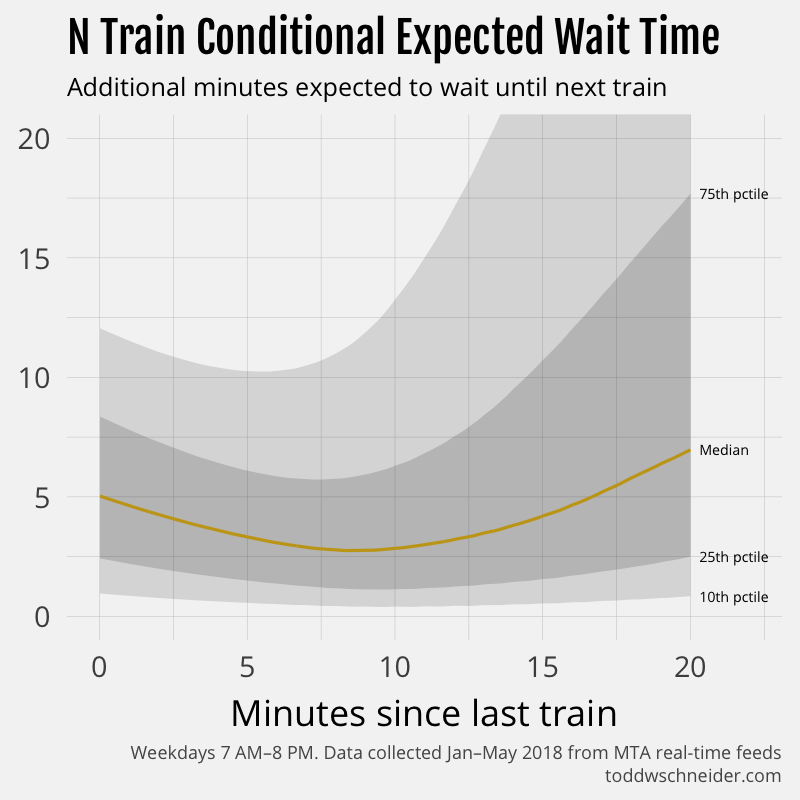 N Train Conditional Expected Wait Time
Additional minutes expected to wait until next train
20
75th pctile
15
10
Median
5
25th pctile
10th pctile
0
0 5 10 15 20
Minutes since last train
Weekdays 7 AM–8 PM. Data collected Jan–May 2018 from MTA real-time feeds
toddwschneider.com